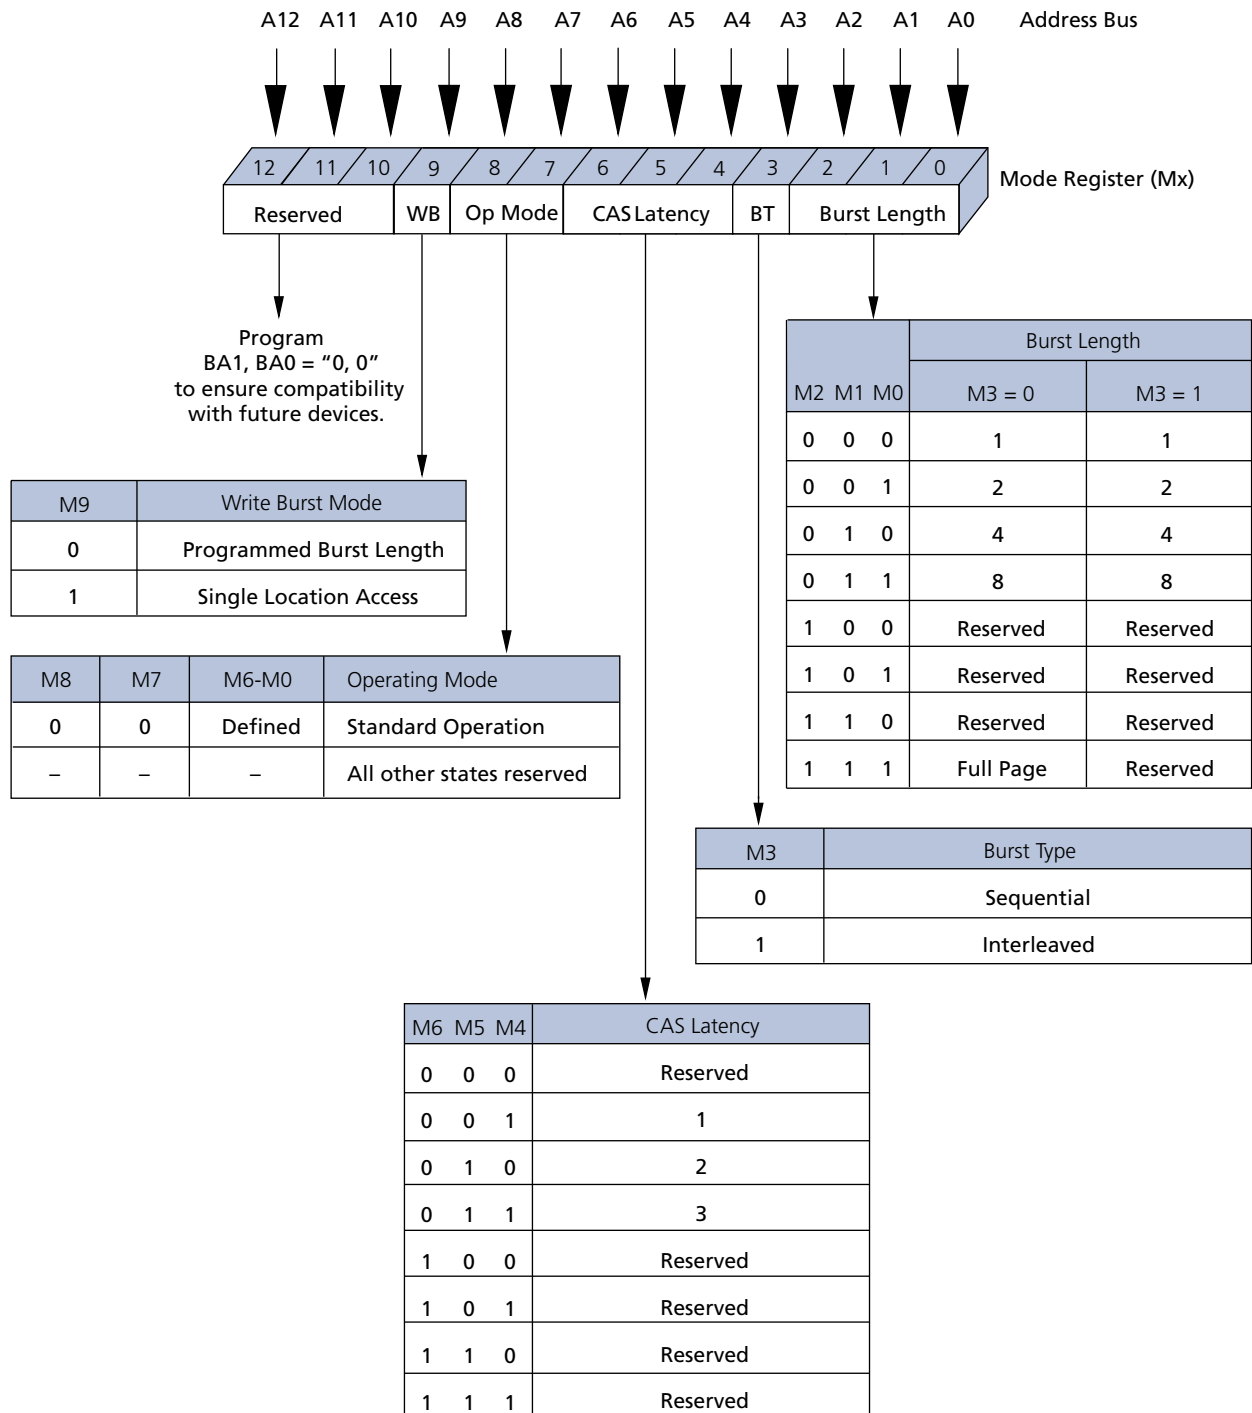 A12 A11 A10 A9 A8 A7 A6 A5 A4 A3 A2 A1 A0 Address Bus
12 11 10 9 8 7 6 5 4 3 2 1 0
Mode Register (Mx)
Reserved WB Op Mode CAS Latency BT Burst Length
Program
BA1, BA0 = “0, 0”
to ensure compatibility
with future devices.
Burst Length
M2 M1 M0 M3 = 0 M3 = 1
0 0 0 1 1
0 0 1 2 2
0 1 0 4 4
0 1 1 8 8
1 0 0 Reserved Reserved
1 0 1 Reserved Reserved
1 1 0 Reserved Reserved
1 1 1 Full Page Reserved
M9 Write Burst Mode
0 Programmed Burst Length
1 Single Location Access
M8 M7 M6-M0 Operating Mode
0 0 Defined Standard Operation
– – – All other states reserved
M3 Burst Type
0 Sequential
1 Interleaved
M6 M5 M4 CAS Latency
0 0 0 Reserved
0 0 1 1
0 1 0 2
0 1 1 3
1 0 0 Reserved
1 0 1 Reserved
1 1 0 Reserved
1 1 1 Reserved